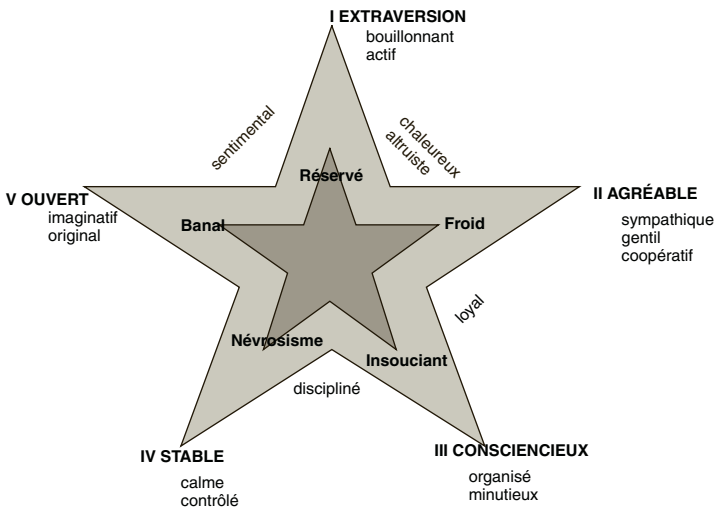 I EXTRAVERSION
bouillonnant
actif
sentimental
chaleureux
altruiste
Réservé
V OUVERT
imaginatif
original
Banal
Froid
II AGRÉABLE
sympathique
gentil
coopératif
loyal
Névrosisme
Insouciant
discipliné
IV STABLE
calme
contrôlé
III CONSCIENCIEUX
organisé
minutieux